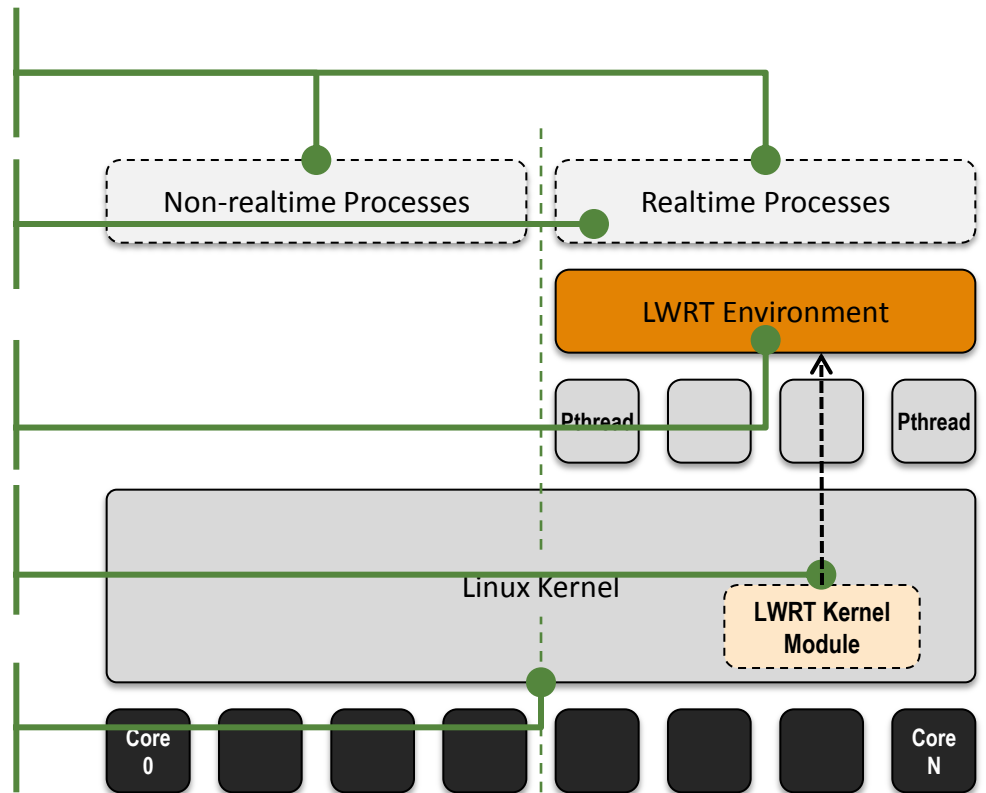 Non-realtime Processes
Realtime Processes
LWRT Environment
Pthread
Pthread
Linux Kernel
LWRT Kernel
Module
Core
0
Core
N